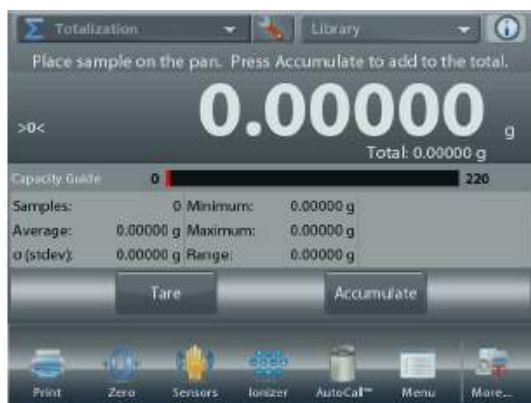 Σ Totalization Library
Place sample on the pan. Press Accumulate to add to the total.
0.00000 g
>0<
Total: 0.00000 g
Capacity Guide 0 220
Samples: 0 Minimum: 0.00000 g
Average: 0.00000 g Maximum: 0.00000 g
σ (stdev): 0.00000 g Range: 0.00000 g
Tare Accumulate
Print Zero Sensors Ionizer AutoCal™ Menu More...